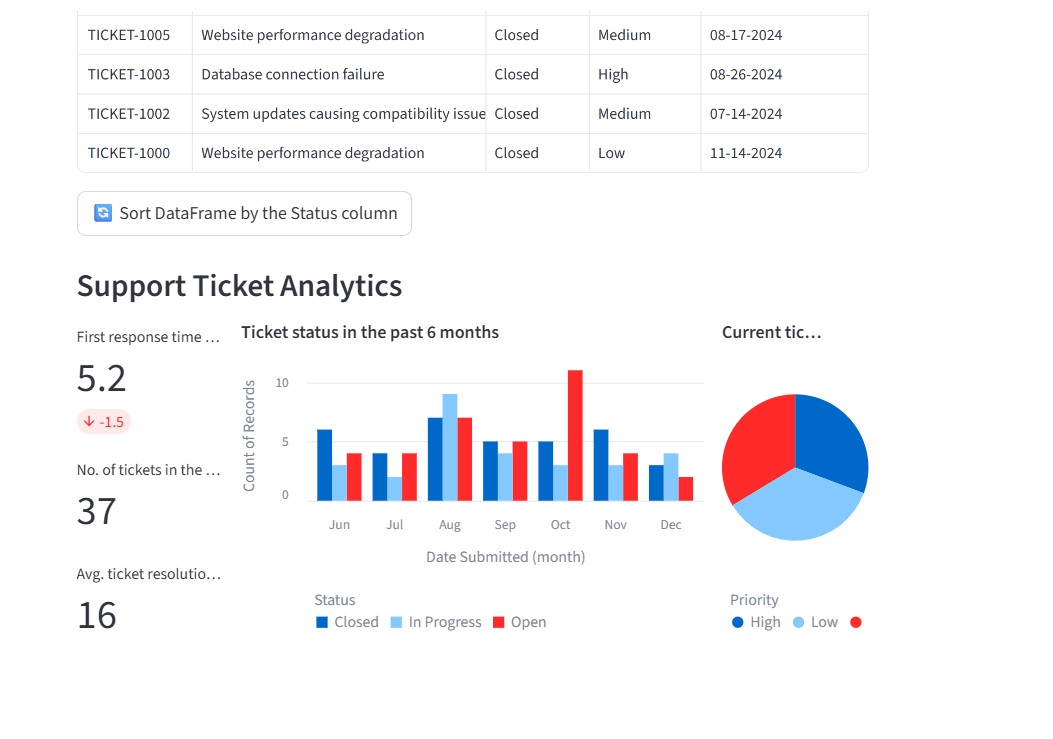 TICKET-1005 Website performance degradation Closed Medium 08-17-2024
TICKET-1003 Database connection failure Closed High 08-26-2024
TICKET-1002 System updates causing compatibility issue Closed Medium 07-14-2024
TICKET-1000 Website performance degradation Closed Low 11-14-2024
Sort DataFrame by the Status column
Support Ticket Analytics
First response time ...
5.2
-1.5
No. of tickets in the ...
37
Avg. ticket resolutio...
16
Ticket status in the past 6 months
Count of Records
10
5
0
Jun Jul Aug Sep Oct Nov Dec
Date Submitted (month)
Status
Closed In Progress Open
Current tic...
Priority
High Low